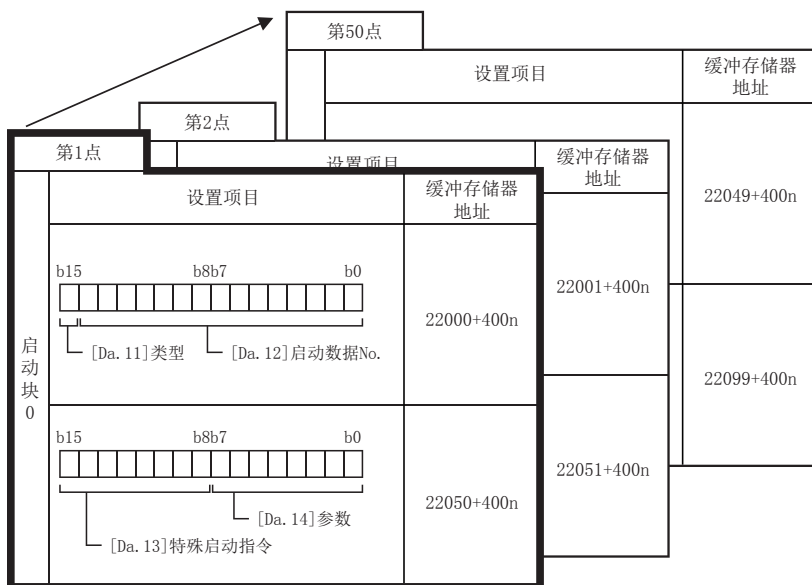 第50点
设置项目
缓冲存储器
地址
22049+400n
22099+400n
第2点
设置项目
缓冲存储器
地址
22001+400n
22051+400n
第1点
启动块0
设置项目
缓冲存储器
地址
b15 b8b7 b0
[Da.11]类型
[Da.12]启动数据No.
22000+400n
b15 b8b7 b0
[Da.14]参数
[Da.13]特殊启动指令
22050+400n